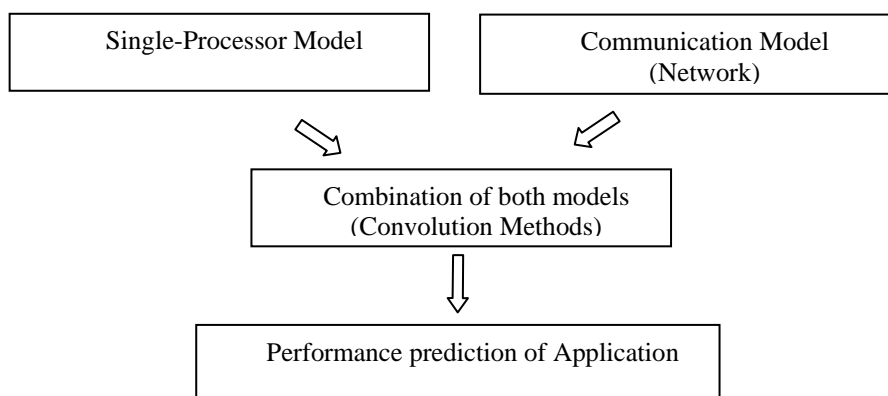 Single-Processor Model
Communication Model
(Network)
Combination of both models
(Convolution Methods)
Performance prediction of Application